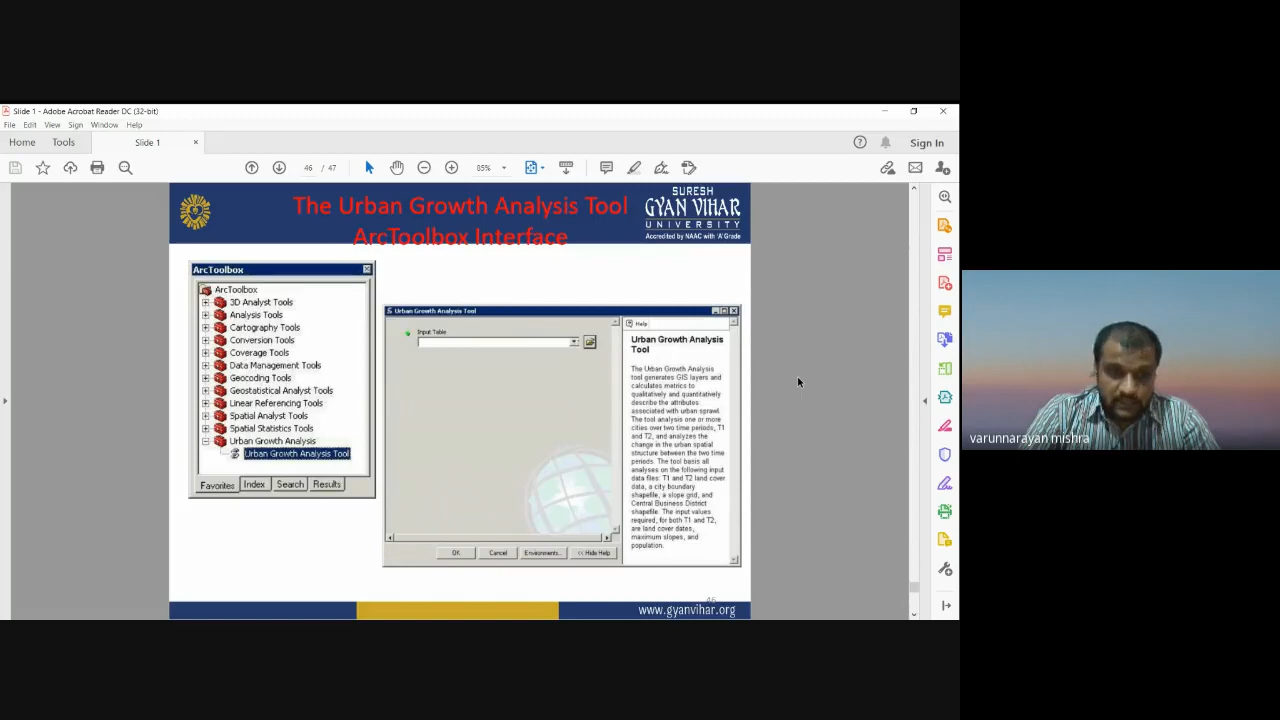 Slide 1 - Adobe Acrobat Reader DC (32-bit)
File Edit View Sign Window Help
Home Tools Slide 1 × Sign In
46 / 47 85%
The Urban Growth Analysis Tool
ArcToolbox Interface
SURESH
GYAN VIHAR
UNIVERSITY
Accredited by NAAC with 'A' Grade
ArcToolbox
ArcToolbox
3D Analyst Tools
Analysis Tools
Cartography Tools
Conversion Tools
Coverage Tools
Data Management Tools
Geocoding Tools
Geostatistical Analyst Tools
Linear Referencing Tools
Spatial Analyst Tools
Spatial Statistics Tools
Urban Growth Analysis
Urban Growth Analysis Tool
Favorites Index Search Results
Urban Growth Analysis Tool
Input Table
OK Cancel Environments... << Hide Help
Help
Urban Growth Analysis
Tool
The Urban Growth Analysis
tool generates GIS layers and
calculates metrics to
qualitatively and quantitatively
describe the attributes
associated with urban sprawl.
The tool analysis one or more
cities over two time periods, T1
and T2, and analyzes the
change in the urban spatial
structure between the two time
periods. The tool basis all
analyses on the following input
data files: T1 and T2 land cover
data, a city boundary
shapefile, a slope grid, and
Central Business District
shapefile. The input values
required, for both T1 and T2,
are land cover dates,
maximum slopes, and
population.
46
www.gyanvihar.org
varunnarayan mishra